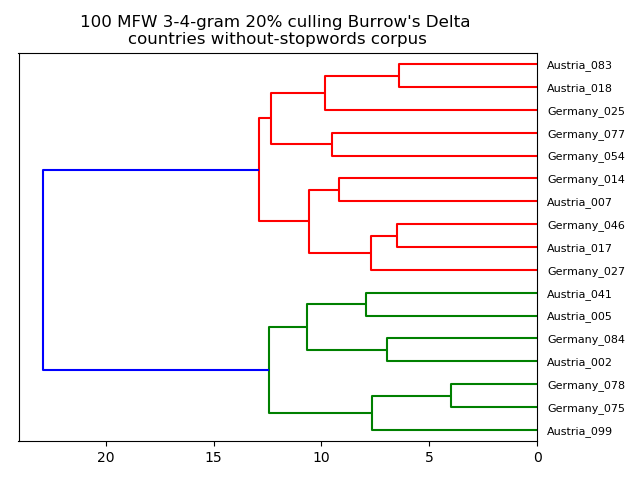 100 MFW 3-4-gram 20% culling Burrow's Delta
countries without-stopwords corpus
Austria_083
Austria_018
Germany_025
Germany_077
Germany_054
Germany_014
Austria_007
Germany_046
Austria_017
Germany_027
Austria_041
Austria_005
Germany_084
Austria_002
Germany_078
Germany_075
Austria_099
20 15 10 5 0